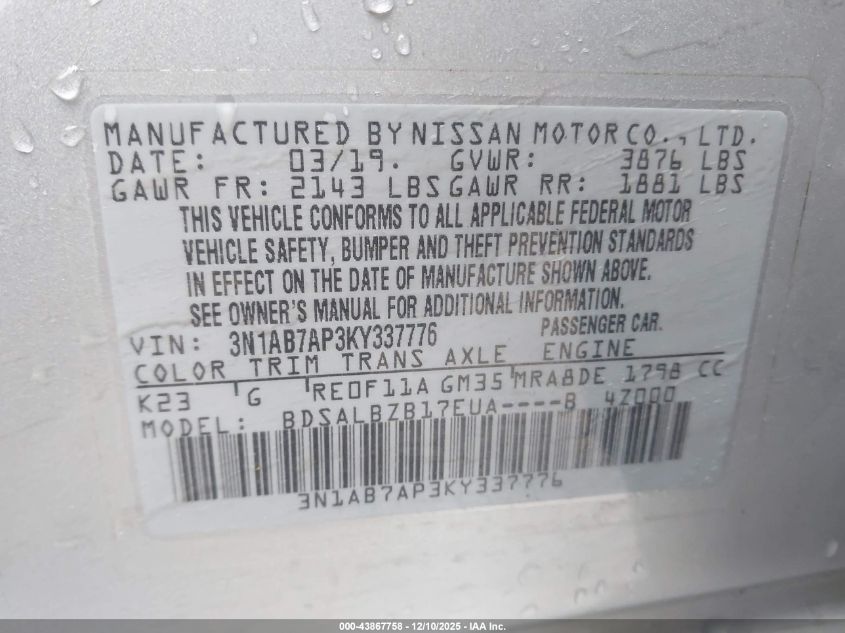 MANUFACTURED BY NISSAN MOTOR CO., LTD.
DATE: 03/19. GVWR: 3876 LBS
GAWR FR: 2143 LBS GAWR RR: 1881 LBS
THIS VEHICLE CONFORMS TO ALL APPLICABLE FEDERAL MOTOR
VEHICLE SAFETY, BUMPER AND THEFT PREVENTION STANDARDS
IN EFFECT ON THE DATE OF MANUFACTURE SHOWN ABOVE.
SEE OWNER'S MANUAL FOR ADDITIONAL INFORMATION.
VIN: 3N1AB7AP3KY337776 PASSENGER CAR.
COLOR TRIM TRANS AXLE ENGINE
K23 G RE0F11A GM35 MRA8DE 1798 CC
MODEL: BDSALBZB17EUA----B 4Z000
3N1AB7AP3KY337776
000-43867758 - 12/10/2025 - IAA Inc.